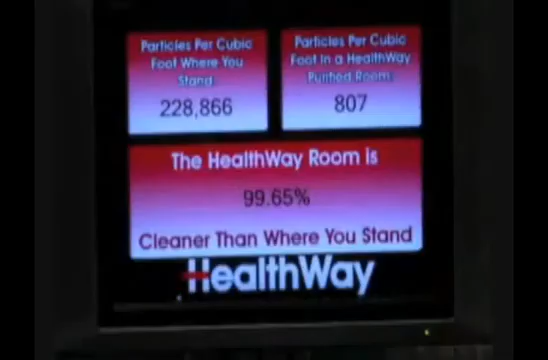 Particles Per Cubic
Foot Where You
Stand:
228,866
Particles Per Cubic
Foot In a HealthWay
Purified Room:
807
The HealthWay Room is
99.65%
Cleaner Than Where You Stand
HealthWay